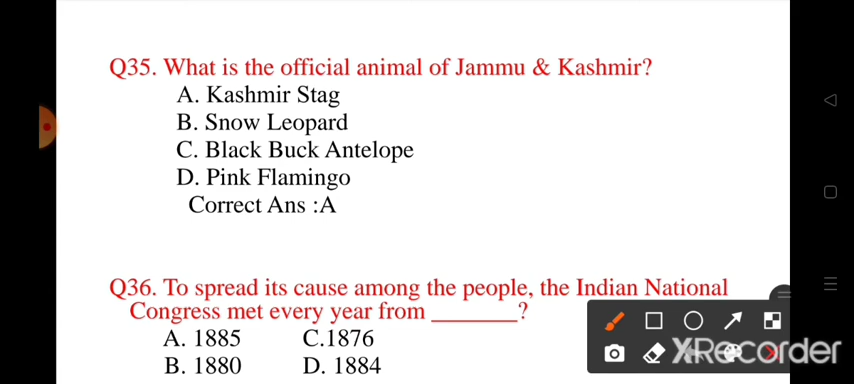 Q35. What is the official animal of Jammu & Kashmir?
A. Kashmir Stag
B. Snow Leopard
C. Black Buck Antelope
D. Pink Flamingo
Correct Ans :A
Q36. To spread its cause among the people, the Indian National
Congress met every year from _______?
A. 1885 C.1876
B. 1880 D. 1884
XRecorder